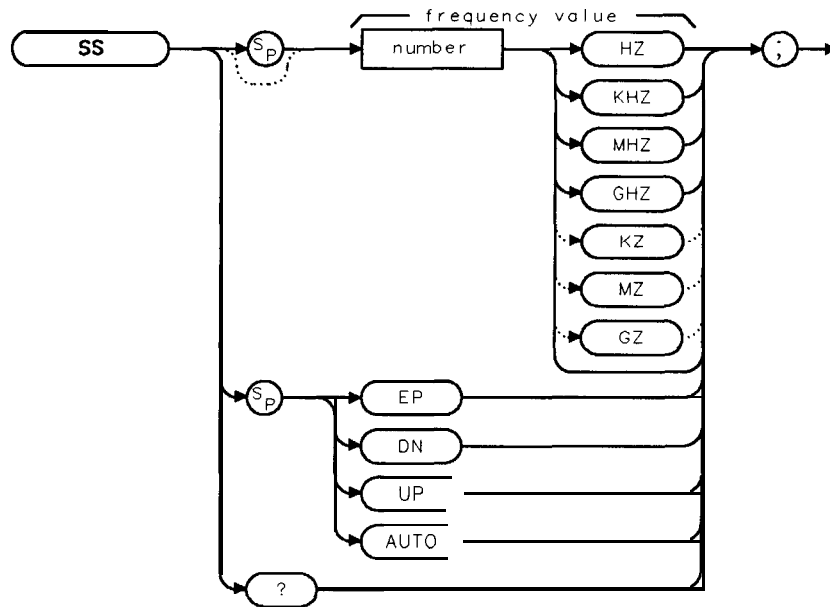 frequency value
SS
SP
number
HZ
;
KHZ
MHZ
GHZ
KZ
MZ
GZ
SP
EP
DN
UP
AUTO
?